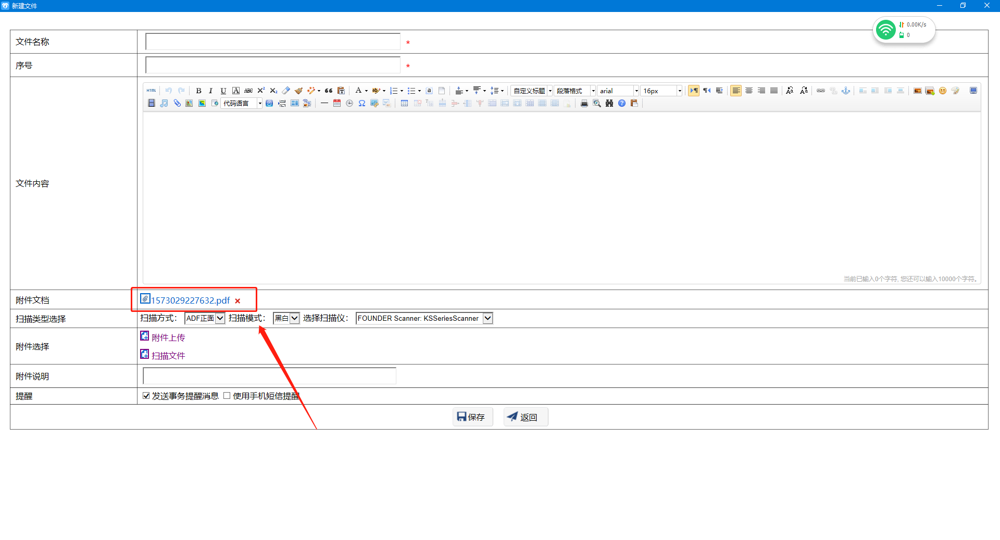 新建文件
0.00K/s
0
文件名称 *
序号 *
HTML B I U A ABC X² X₂ A ab a 自定义标题 段落格式 arial 16px
代码语言
文件内容
当前已输入0个字符, 您还可以输入10000个字符。
附件文档 1573029227632.pdf
扫描类型选择 扫描方式: ADF正面 扫描模式: 黑白 选择扫描仪: FOUNDER Scanner: KSSeriesScanner
附件选择
附件上传
扫描文件
附件说明
提醒 发送事务提醒消息 使用手机短信提醒
保存 返回